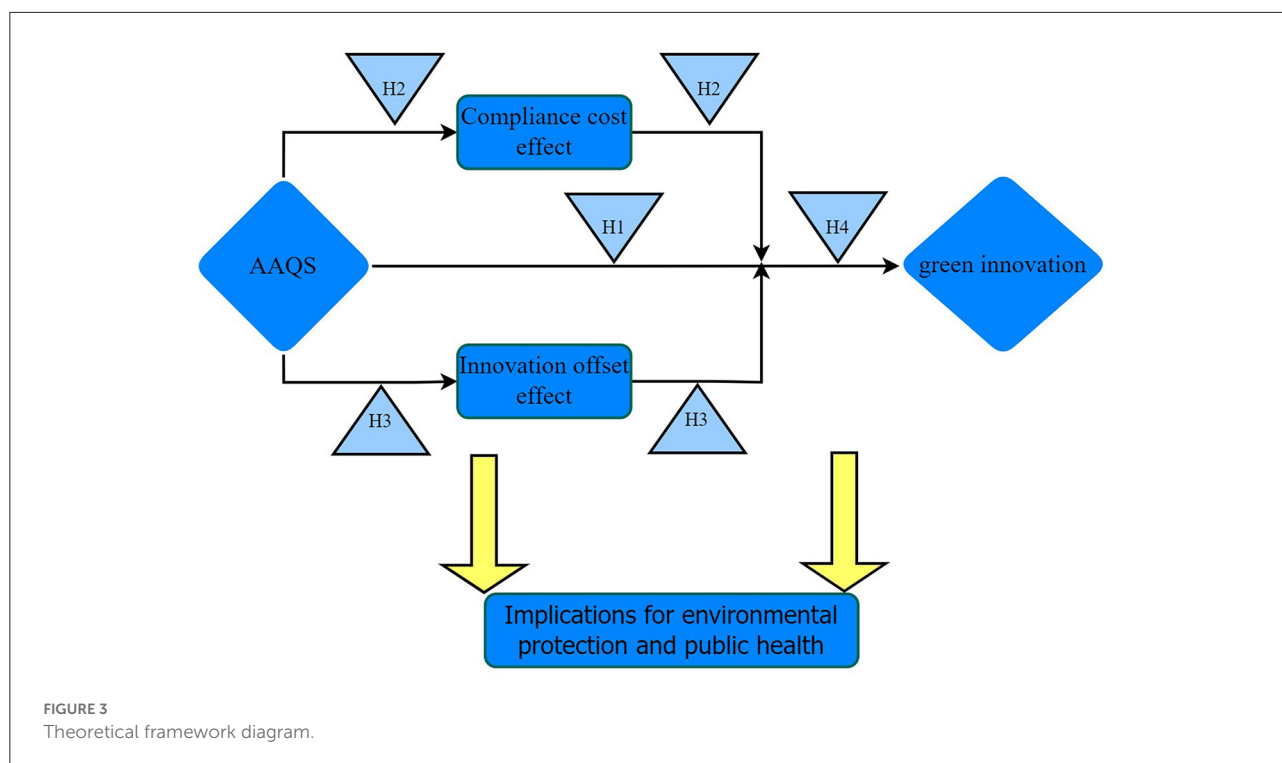 H2
H2
Compliance cost
effect
H1
H4
AAQS
green innovation
Innovation offset
effect
H3
H3
Implications for environmental
protection and public health
FIGURE 3
Theoretical framework diagram.